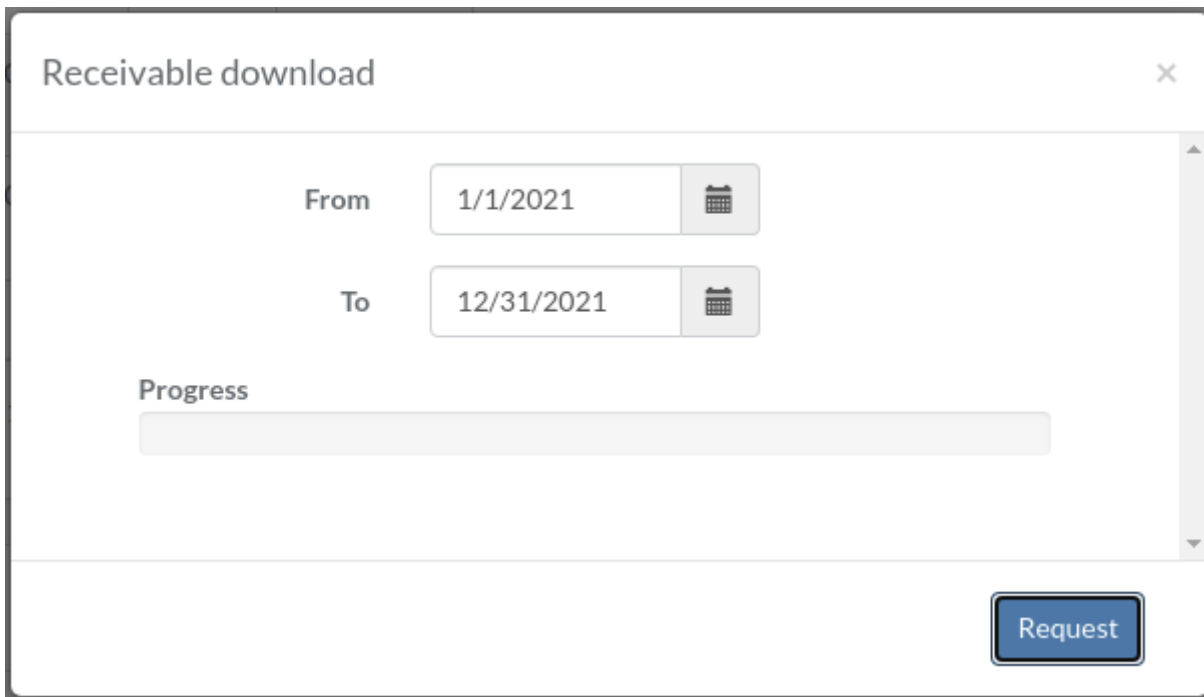 Receivable download ×
From 1/1/2021
To 12/31/2021
Progress
Request